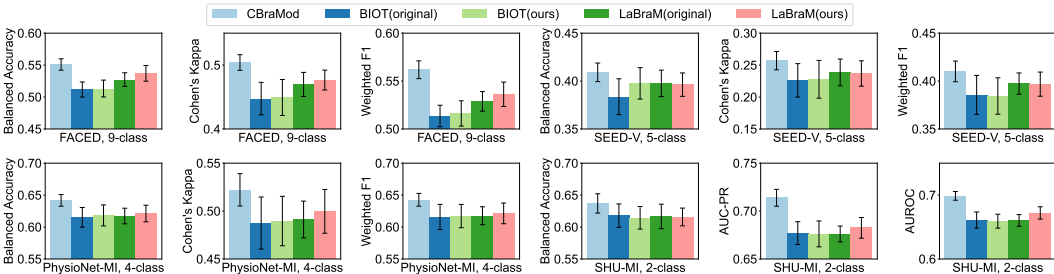 CBraMod BIOT(original) BIOT(ours) LaBraM(original) LaBraM(ours)
Balanced Accuracy
0.60
0.55
0.50
0.45
FACED, 9-class
Cohen's Kappa
0.5
0.4
FACED, 9-class
Weighted F1
0.60
0.55
0.50
FACED, 9-class
Balanced Accuracy
0.45
0.40
0.35
SEED-V, 5-class
Cohen's Kappa
0.30
0.25
0.20
0.15
SEED-V, 5-class
Weighted F1
0.45
0.40
0.35
SEED-V, 5-class
Balanced Accuracy
0.70
0.65
0.60
0.55
PhysioNet-MI, 4-class
Cohen's Kappa
0.55
0.50
0.45
PhysioNet-MI, 4-class
Weighted F1
0.70
0.65
0.60
0.55
PhysioNet-MI, 4-class
Balanced Accuracy
0.70
0.65
0.60
0.55
SHU-MI, 2-class
AUC-PR
0.75
0.70
0.65
SHU-MI, 2-class
AUROC
0.7
0.6
SHU-MI, 2-class